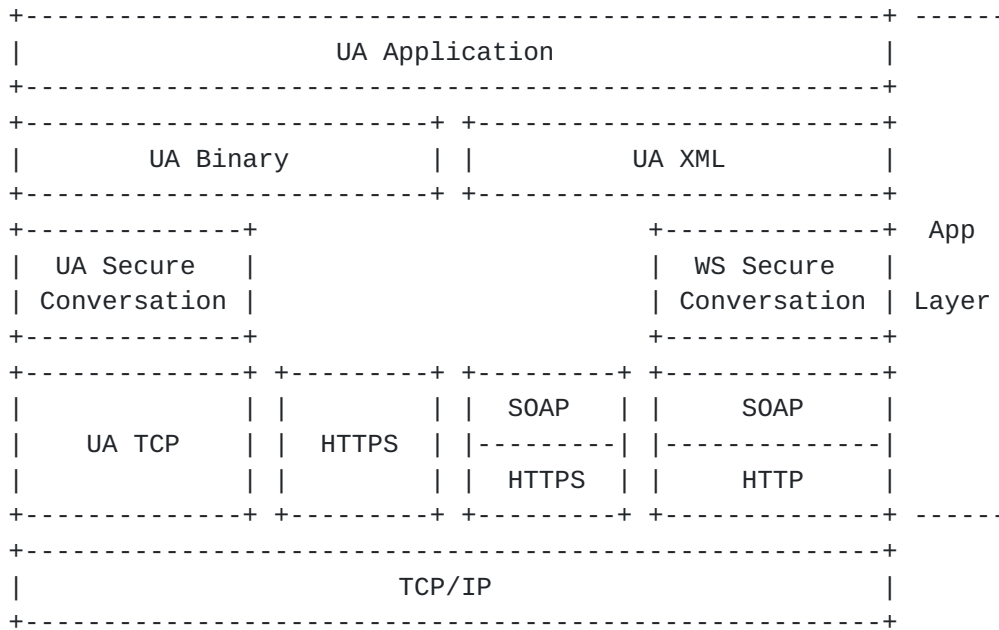 UA Application
UA Binary UA XML
App
UA Secure WS Secure
Conversation Conversation Layer
SOAP SOAP
UA TCP HTTPS
HTTPS HTTP
TCP/IP